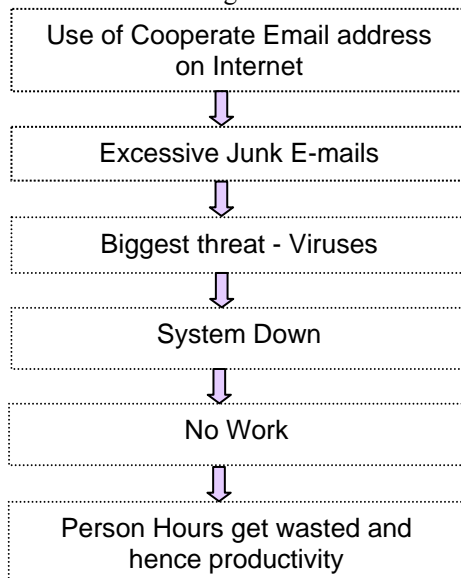 Use of Cooperate Email address
on Internet
Excessive Junk E-mails
Biggest threat - Viruses
System Down
No Work
Person Hours get wasted and
hence productivity